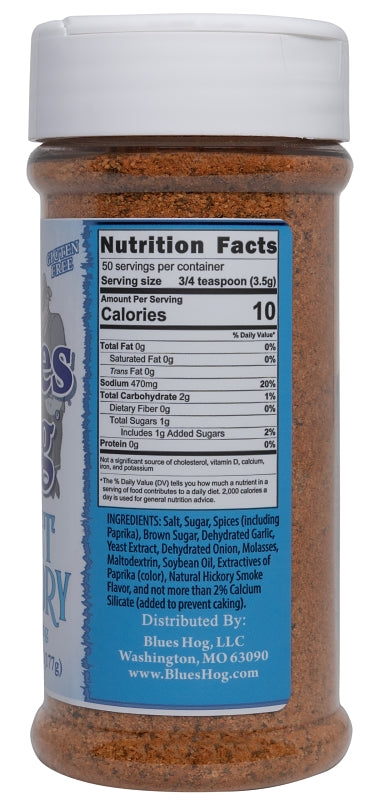 GLUTEN
FREE
Nutrition Facts
50 servings per container
Serving size 3/4 teaspoon (3.5g)
Amount Per Serving
Calories 10
% Daily Value*
Total Fat 0g 0%
Saturated Fat 0g 0%
Trans Fat 0g
Sodium 470mg 20%
Total Carbohydrate 2g 1%
Dietary Fiber 0g 0%
Total Sugars 1g
Includes 1g Added Sugars 2%
Protein 0g 0%
Not a significant source of cholesterol, vitamin D, calcium,
iron, and potassium
*The % Daily Value (DV) tells you how much a nutrient in a
serving of food contributes to a daily diet. 2,000 calories a
day is used for general nutrition advice.
INGREDIENTS: Salt, Sugar, Spices (including
Paprika), Brown Sugar, Dehydrated Garlic,
Yeast Extract, Dehydrated Onion, Molasses,
Maltodextrin, Soybean Oil, Extractives of
Paprika (color), Natural Hickory Smoke
Flavor, and not more than 2% Calcium
Silicate (added to prevent caking).
Distributed By:
Blues Hog, LLC
Washington, MO 63090
www.BluesHog.com